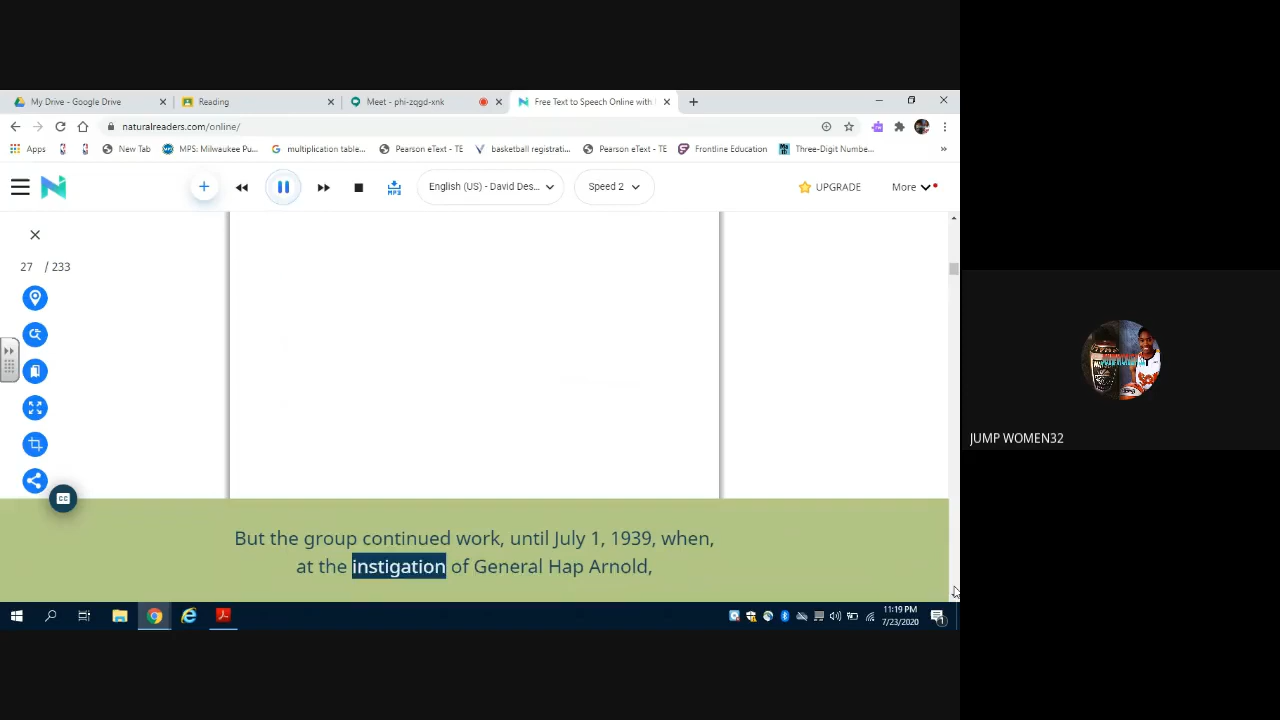 My Drive - Google Drive
Reading
Meet - phi-zqgd-xnk
Free Text to Speech Online with
naturalreaders.com/online/
Apps
New Tab
MPS: Milwaukee Pu...
multiplication table...
Pearson eText - TE
basketball registrati...
Pearson eText - TE
Frontline Education
Three-Digit Numbe...
MP3
English (US) - David Des...
Speed 2
UPGRADE
More
27 / 233
CC
But the group continued work, until July 1, 1939, when,
at the instigation of General Hap Arnold,
JUMP WOMEN32
11:19 PM
7/23/2020